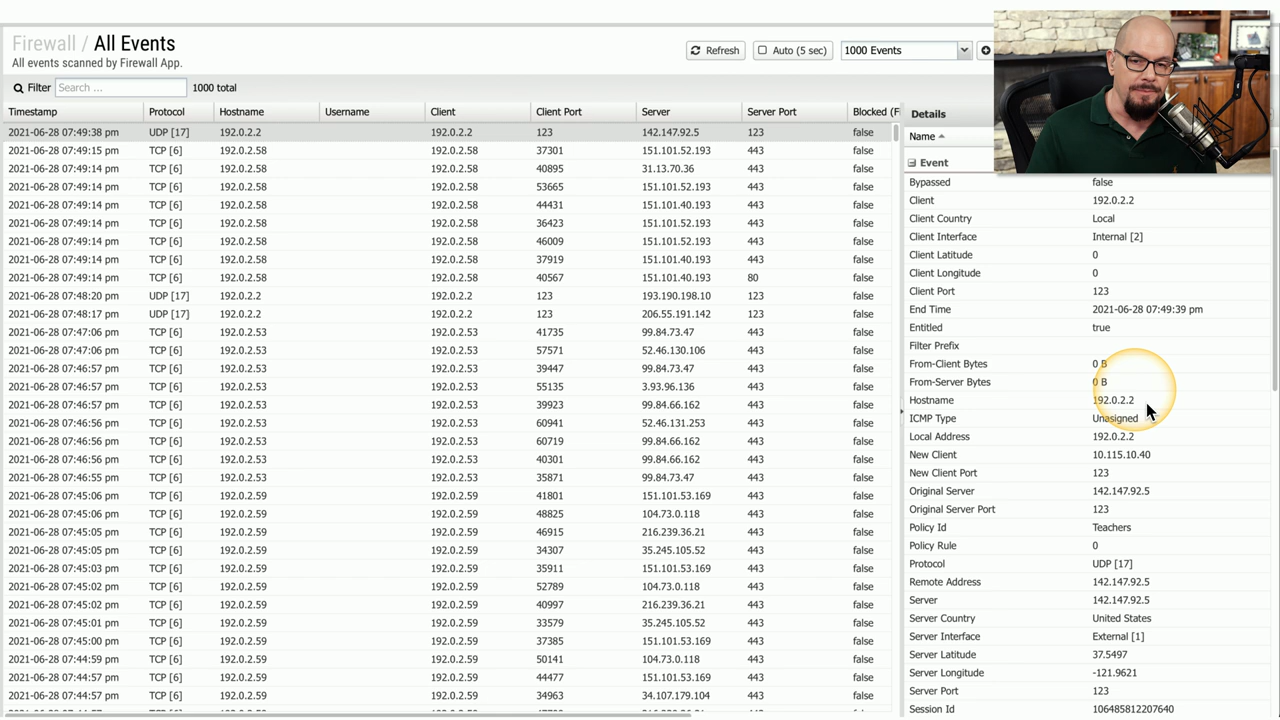 Firewall / All Events
All events scanned by Firewall App.
Refresh Auto (5 sec) 1000 Events
Filter Search ... 1000 total
Timestamp Protocol Hostname Username Client Client Port Server Server Port Blocked (F
2021-06-28 07:49:38 pm UDP [17] 192.0.2.2 192.0.2.2 123 142.147.92.5 123 false
2021-06-28 07:49:15 pm TCP [6] 192.0.2.58 192.0.2.58 37301 151.101.52.193 443 false
2021-06-28 07:49:14 pm TCP [6] 192.0.2.58 192.0.2.58 40895 31.13.70.36 443 false
2021-06-28 07:49:14 pm TCP [6] 192.0.2.58 192.0.2.58 53665 151.101.52.193 443 false
2021-06-28 07:49:14 pm TCP [6] 192.0.2.58 192.0.2.58 44431 151.101.40.193 443 false
2021-06-28 07:49:14 pm TCP [6] 192.0.2.58 192.0.2.58 36423 151.101.52.193 443 false
2021-06-28 07:49:14 pm TCP [6] 192.0.2.58 192.0.2.58 46009 151.101.52.193 443 false
2021-06-28 07:49:14 pm TCP [6] 192.0.2.58 192.0.2.58 37919 151.101.40.193 443 false
2021-06-28 07:49:14 pm TCP [6] 192.0.2.58 192.0.2.58 40567 151.101.40.193 80 false
2021-06-28 07:48:20 pm UDP [17] 192.0.2.2 192.0.2.2 123 193.190.198.10 123 false
2021-06-28 07:48:17 pm UDP [17] 192.0.2.2 192.0.2.2 123 206.55.191.142 123 false
2021-06-28 07:47:06 pm TCP [6] 192.0.2.53 192.0.2.53 41735 99.84.73.47 443 false
2021-06-28 07:47:06 pm TCP [6] 192.0.2.53 192.0.2.53 57571 52.46.130.106 443 false
2021-06-28 07:46:57 pm TCP [6] 192.0.2.53 192.0.2.53 39447 99.84.73.47 443 false
2021-06-28 07:46:57 pm TCP [6] 192.0.2.53 192.0.2.53 55135 3.93.96.136 443 false
2021-06-28 07:46:57 pm TCP [6] 192.0.2.53 192.0.2.53 39923 99.84.66.162 443 false
2021-06-28 07:46:56 pm TCP [6] 192.0.2.53 192.0.2.53 60941 52.46.131.253 443 false
2021-06-28 07:46:56 pm TCP [6] 192.0.2.53 192.0.2.53 60719 99.84.66.162 443 false
2021-06-28 07:46:56 pm TCP [6] 192.0.2.53 192.0.2.53 40301 99.84.66.162 443 false
2021-06-28 07:46:55 pm TCP [6] 192.0.2.53 192.0.2.53 35871 99.84.73.47 443 false
2021-06-28 07:45:06 pm TCP [6] 192.0.2.59 192.0.2.59 41801 151.101.53.169 443 false
2021-06-28 07:45:06 pm TCP [6] 192.0.2.59 192.0.2.59 48825 104.73.0.118 443 false
2021-06-28 07:45:05 pm TCP [6] 192.0.2.59 192.0.2.59 46915 216.239.36.21 443 false
2021-06-28 07:45:05 pm TCP [6] 192.0.2.59 192.0.2.59 34307 35.245.105.52 443 false
2021-06-28 07:45:03 pm TCP [6] 192.0.2.59 192.0.2.59 35911 151.101.53.169 443 false
2021-06-28 07:45:02 pm TCP [6] 192.0.2.59 192.0.2.59 52789 104.73.0.118 443 false
2021-06-28 07:45:02 pm TCP [6] 192.0.2.59 192.0.2.59 40997 216.239.36.21 443 false
2021-06-28 07:45:01 pm TCP [6] 192.0.2.59 192.0.2.59 33579 35.245.105.52 443 false
2021-06-28 07:45:00 pm TCP [6] 192.0.2.59 192.0.2.59 37385 151.101.53.169 443 false
2021-06-28 07:44:59 pm TCP [6] 192.0.2.59 192.0.2.59 50141 104.73.0.118 443 false
2021-06-28 07:44:57 pm TCP [6] 192.0.2.59 192.0.2.59 44477 151.101.53.169 443 false
2021-06-28 07:44:57 pm TCP [6] 192.0.2.59 192.0.2.59 34963 34.107.179.104 443 false
Details
Name
Event
Bypassed false
Client 192.0.2.2
Client Country Local
Client Interface Internal [2]
Client Latitude 0
Client Longitude 0
Client Port 123
End Time 2021-06-28 07:49:39 pm
Entitled true
Filter Prefix
From-Client Bytes 0 B
From-Server Bytes 0 B
Hostname 192.0.2.2
ICMP Type Unasigned
Local Address 192.0.2.2
New Client 10.115.10.40
New Client Port 123
Original Server 142.147.92.5
Original Server Port 123
Policy Id Teachers
Policy Rule 0
Protocol UDP [17]
Remote Address 142.147.92.5
Server 142.147.92.5
Server Country United States
Server Interface External [1]
Server Latitude 37.5497
Server Longitude -121.9621
Server Port 123
Session Id 106485812207640